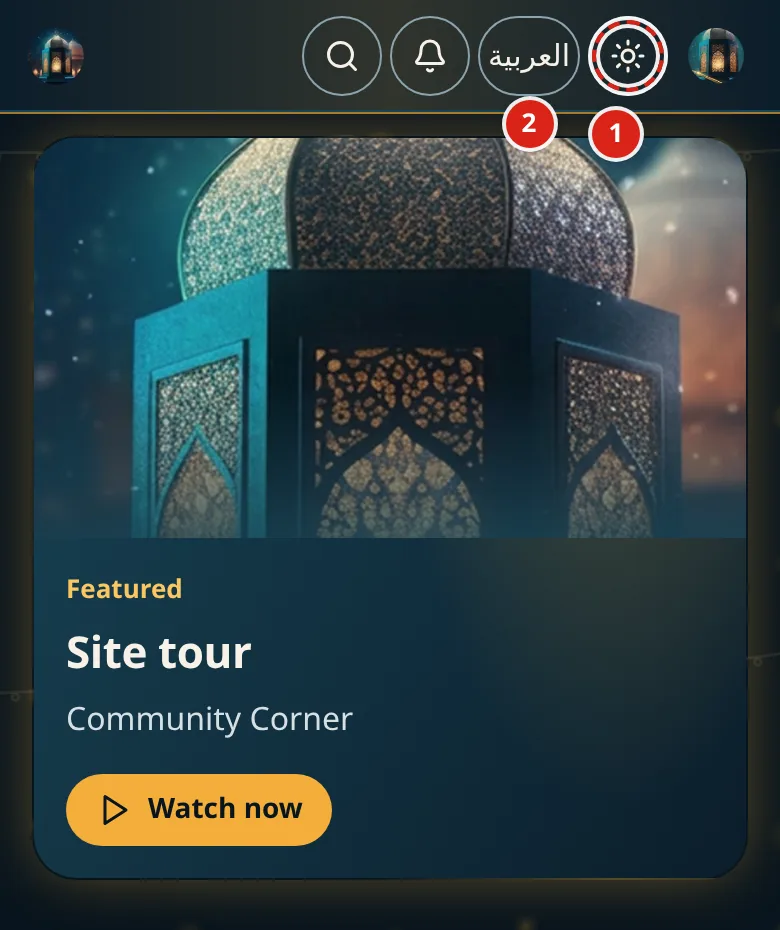 العربية
2
1
Featured
Site tour
Community Corner
Watch now